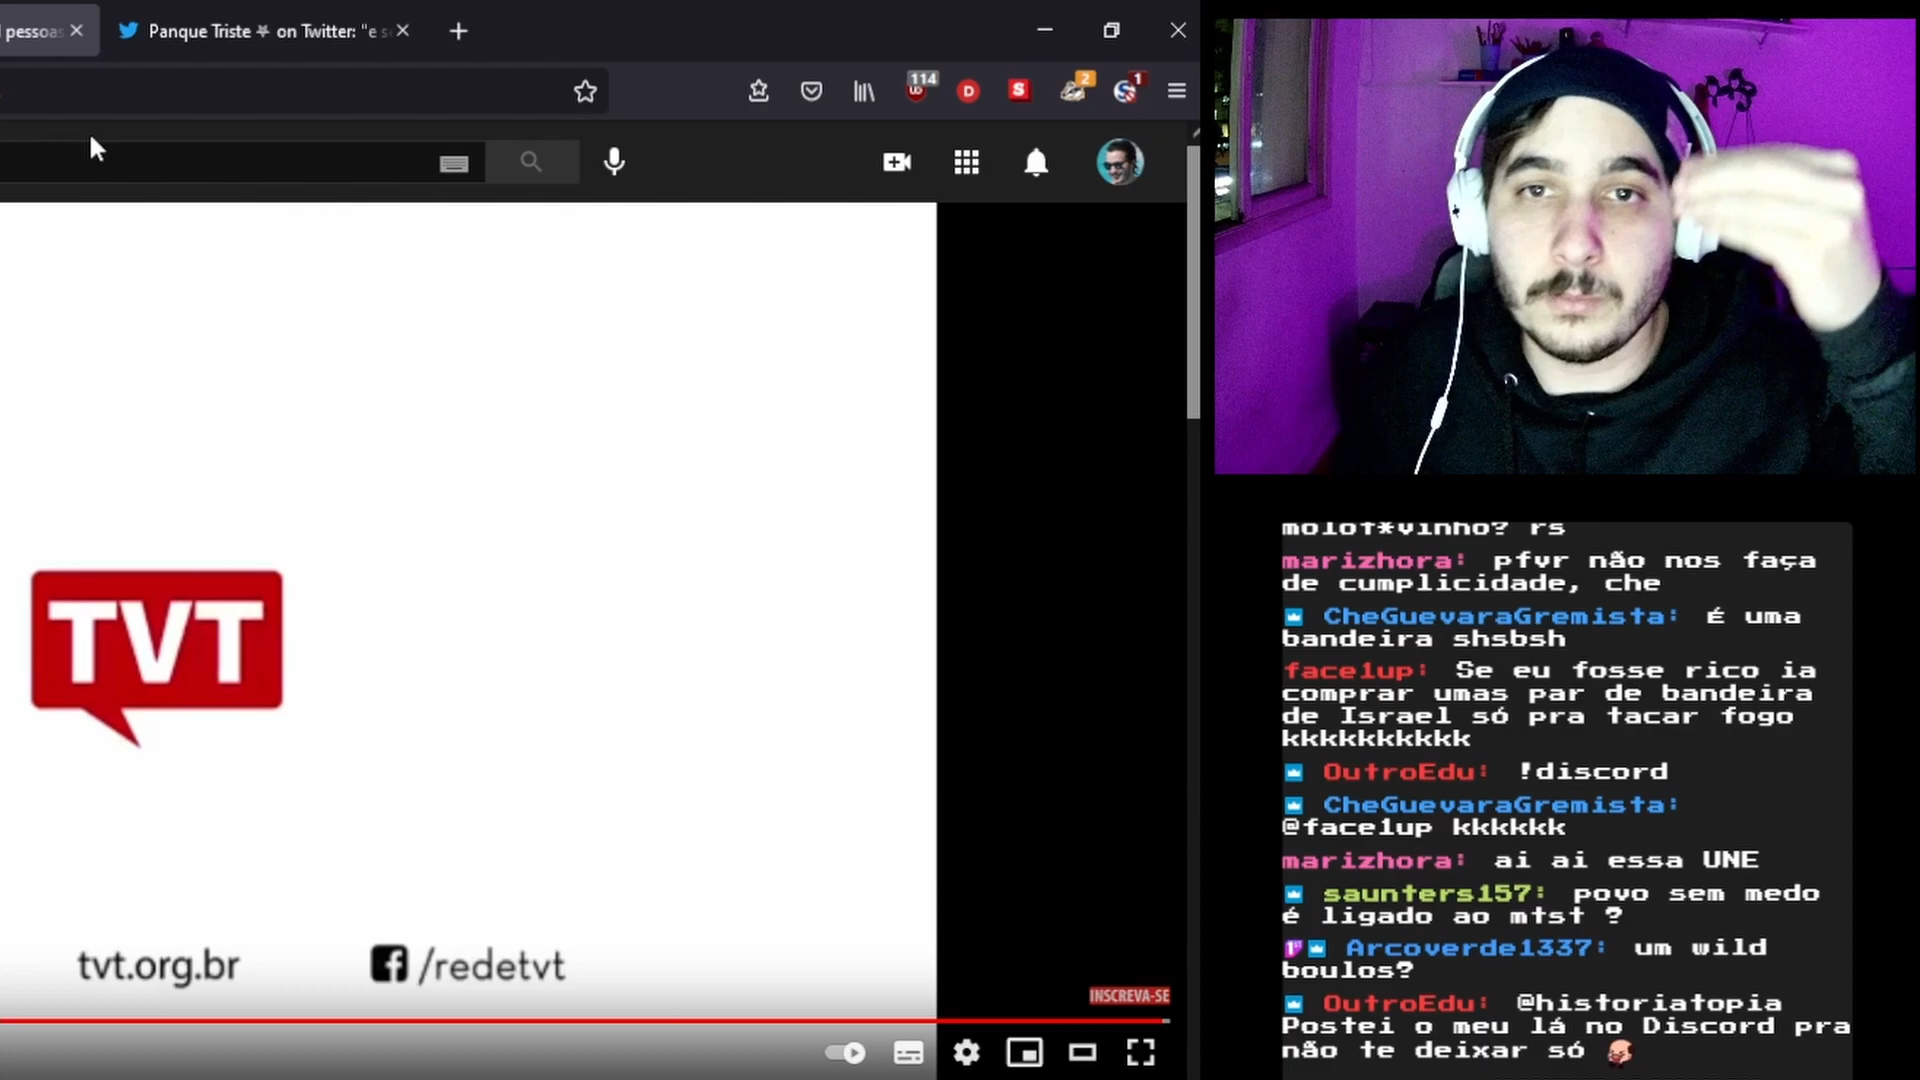 pessoas
Panque Triste ⛧ on Twitter: "e s
114
UD
D
S
2
1
TVT
tvt.org.br
/redetvt
INSCREVA-SE
molot*vinho? rs
marizhora: pfvr não nos faça
de cumplicidade, che
CheGuevaraGremista: É uma
bandeira shsbsh
face1up: Se eu fosse rico ia
comprar umas par de bandeira
de Israel só pra tacar fogo
kkkkkkkkkk
OutroEdu: !discord
CheGuevaraGremista:
@face1up kkkkkk
marizhora: ai ai essa UNE
saunters157: povo sem medo
é ligado ao mtst ?
Arcoverde1337: um wild
boulos?
OutroEdu: @historiatopia
Postei o meu lá no Discord pra
não te deixar só